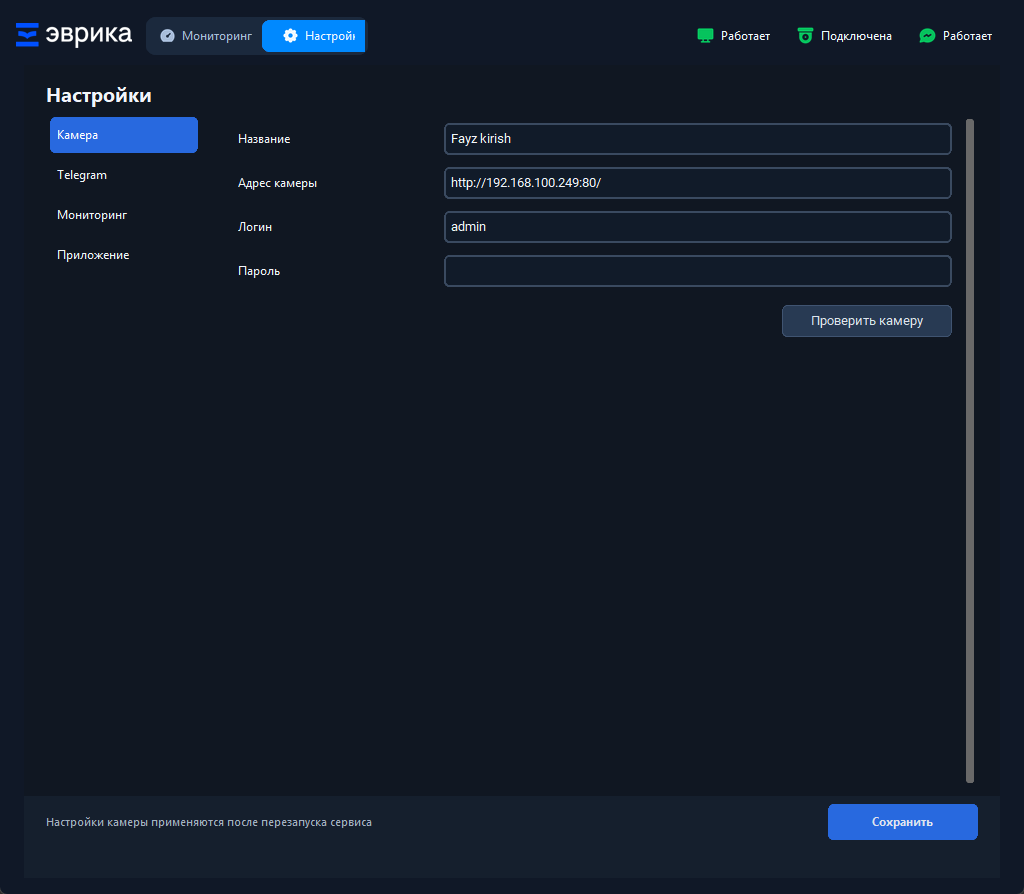 эврика Мониторинг Настрой Работает Подключена Работает
Настройки
Камера
Telegram
Мониторинг
Приложение
Название Fayz kirish
Адрес камеры http://192.168.100.249:80/
Логин admin
Пароль
Проверить камеру
Настройки камеры применяются после перезапуска сервиса
Сохранить